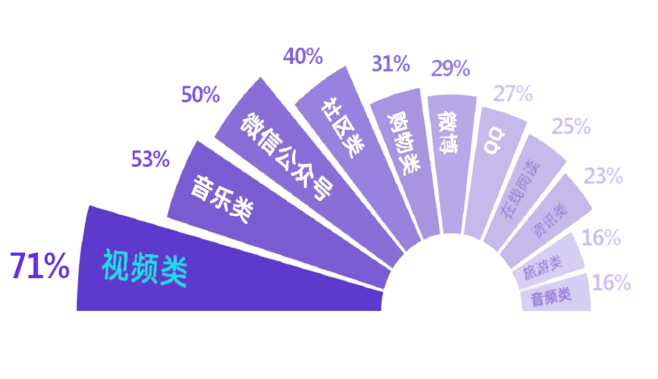 71%
视频类
53%
音乐类
50%
微信公众号
40%
社区类
31%
购物类
29%
微博
27%
QQ
25%
在线阅读
23%
资讯类
16%
旅游类
16%
音频类